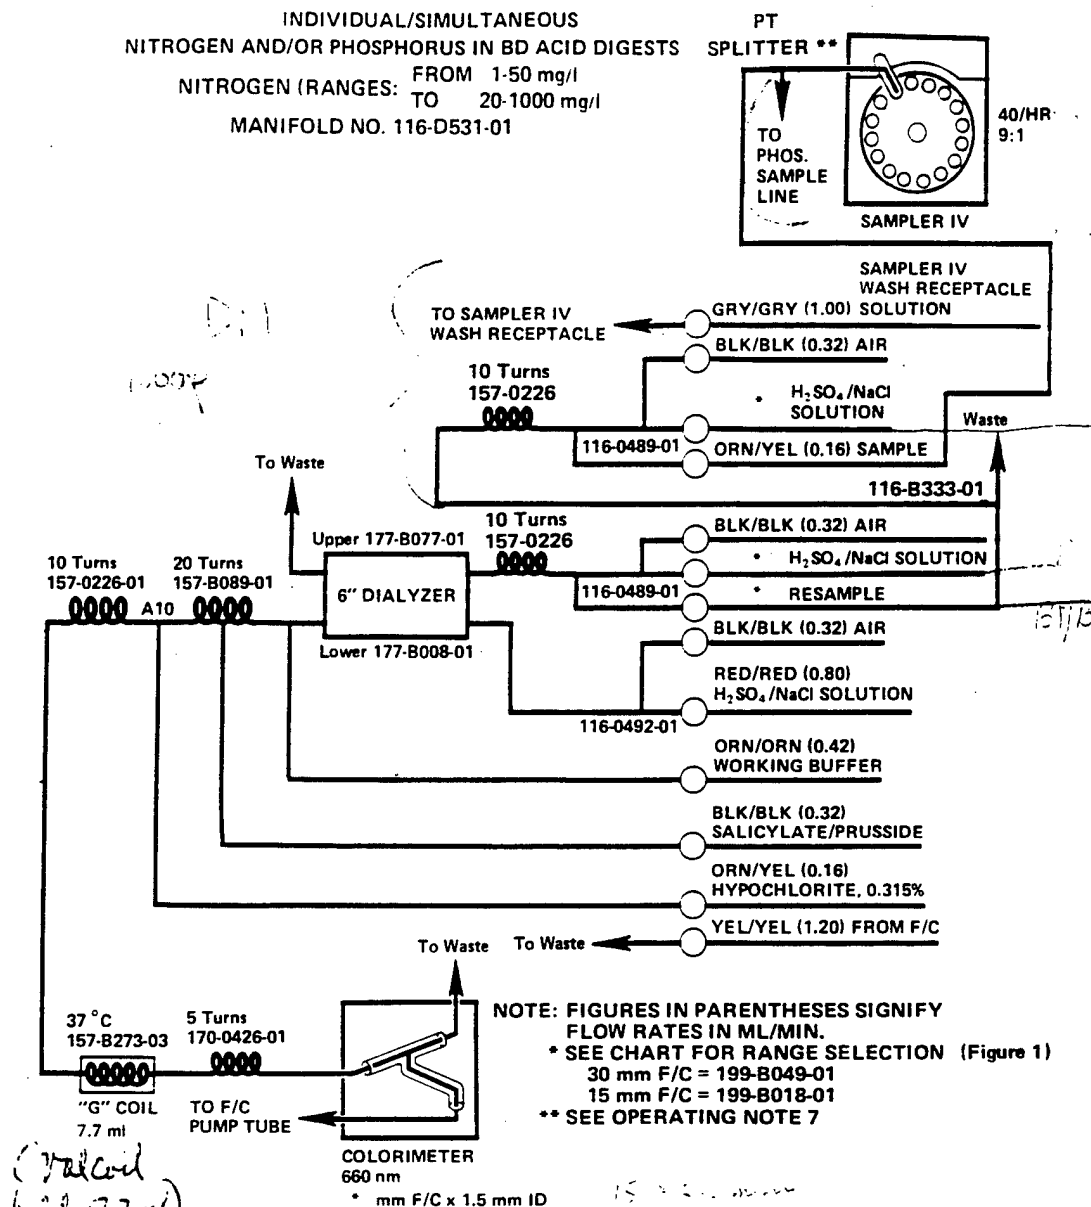 INDIVIDUAL/SIMULTANEOUS
NITROGEN AND/OR PHOSPHORUS IN BD ACID DIGESTS
NITROGEN (RANGES: FROM 1-50 mg/l
TO 20-1000 mg/l
MANIFOLD NO. 116-D531-01
PT
SPLITTER **
40/HR
9:1
TO
PHOS.
SAMPLE
LINE
SAMPLER IV
SAMPLER IV
WASH RECEPTACLE
GRY/GRY (1.00) SOLUTION
TO SAMPLER IV
WASH RECEPTACLE
BLK/BLK (0.32) AIR
10 Turns
157-0226
* H₂SO₄/NaCl
SOLUTION
Waste
116-0489-01
ORN/YEL (0.16) SAMPLE
To Waste
116-B333-01
10 Turns
157-0226
BLK/BLK (0.32) AIR
Upper 177-B077-01
10 Turns
157-0226-01
20 Turns
157-B089-01
* H₂SO₄/NaCl SOLUTION
6" DIALYZER
116-0489-01
* RESAMPLE
A10
BLK/BLK (0.32) AIR
Lower 177-B008-01
RED/RED (0.80)
H₂SO₄/NaCl SOLUTION
116-0492-01
ORN/ORN (0.42)
WORKING BUFFER
BLK/BLK (0.32)
SALICYLATE/PRUSSIDE
ORN/YEL (0.16)
HYPOCHLORITE, 0.315%
YEL/YEL (1.20) FROM F/C
To Waste
To Waste
37 °C
157-B273-03
5 Turns
170-0426-01
"G" COIL
7.7 ml
TO F/C
PUMP TUBE
COLORIMETER
660 nm
* mm F/C x 1.5 mm ID
NOTE: FIGURES IN PARENTHESES SIGNIFY
FLOW RATES IN ML/MIN.
* SEE CHART FOR RANGE SELECTION (Figure 1)
30 mm F/C = 199-B049-01
15 mm F/C = 199-B018-01
** SEE OPERATING NOTE 7